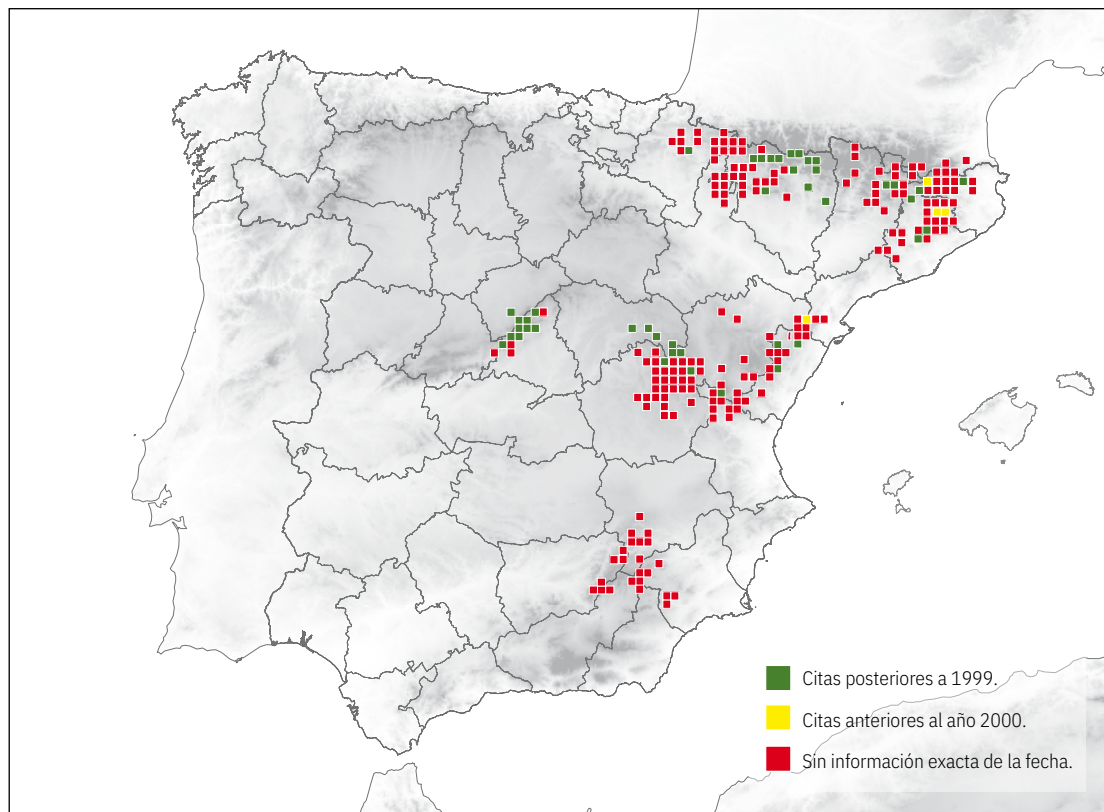 Citas posteriores a 1999.
Citas anteriores al año 2000.
Sin información exacta de la fecha.